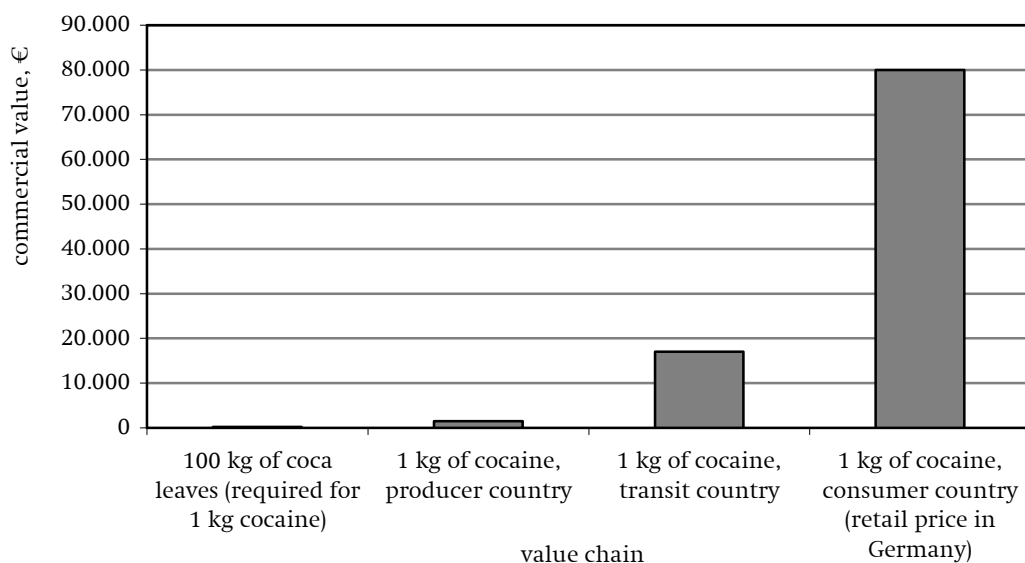 commercial value, €
90.000
80.000
70.000
60.000
50.000
40.000
30.000
20.000
10.000
0
100 kg of coca
leaves (required for
1 kg cocaine)
1 kg of cocaine,
producer country
1 kg of cocaine,
transit country
1 kg of cocaine,
consumer country
(retail price in
Germany)
value chain